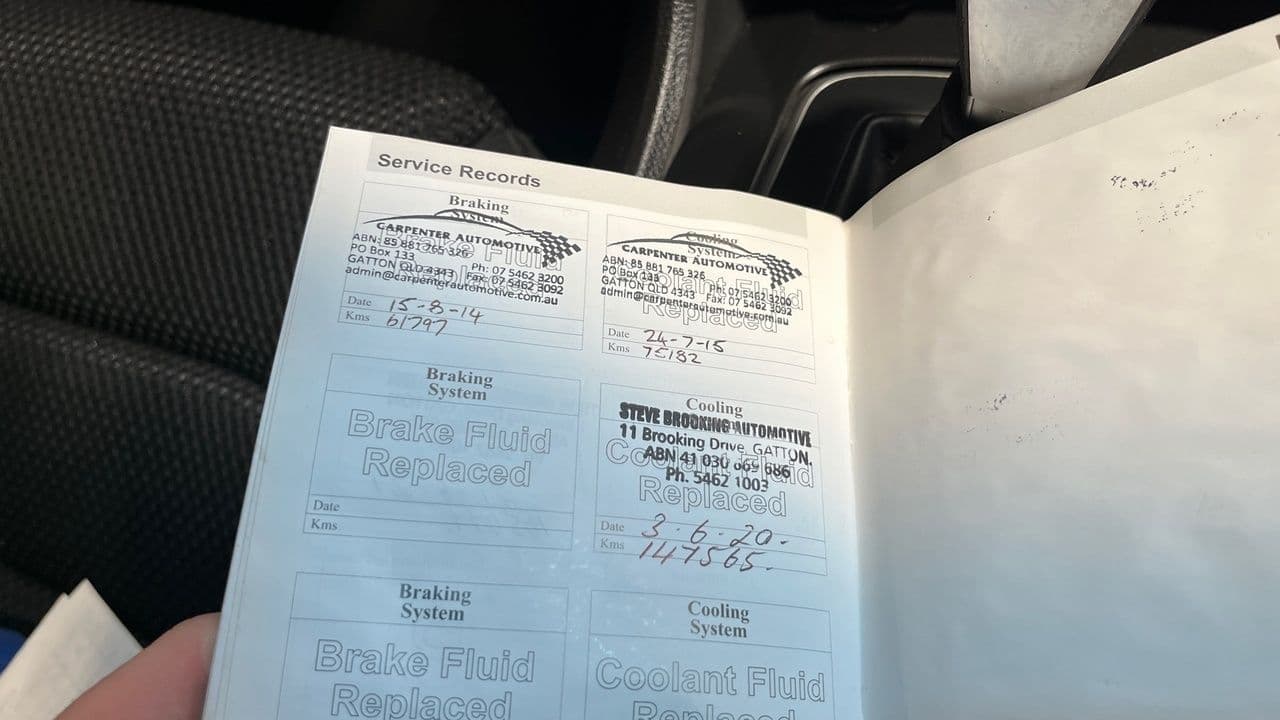 Service Records
Braking
System
CARPENTER AUTOMOTIVE
Brake Fluid
ABN: 85 881 765 326
PO Box 133 Ph: 07 5462 3200
GATTON QLD 4343 Fax: 07 5462 3092
admin@carpenterautomotive.com.au
Date 15-8-14
Kms 61797
Cooling
System
CARPENTER AUTOMOTIVE
ABN: 85 881 765 326
Coolant Fluid
PO Box 133 Ph: 07 5462 3200
GATTON QLD 4343 Fax: 07 5462 3092
admin@carpenterautomotive.com.au
Replaced
Date 24-7-15
Kms 75182
Braking
System
Brake Fluid
Replaced
Date
Kms
Cooling
STEVE BROOKING AUTOMOTIVE
11 Brooking Drive, GATTON.
Coolant Fluid
ABN 41 030 669 686
Ph. 5462 1003
Replaced
Date 3.6.20.
Kms 147565.
Braking
System
Brake Fluid
Replaced
Cooling
System
Coolant Fluid
Replaced